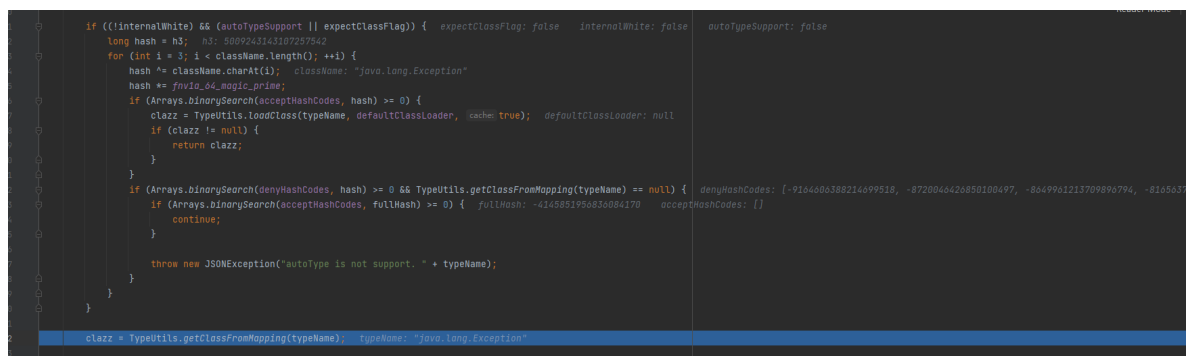 Reader Mode
if ((!internalWhite) && (autoTypeSupport || expectClassFlag)) { expectClassFlag: false internalWhite: false autoTypeSupport: false
long hash = h3; h3: 5009243143107257542
for (int i = 3; i < className.length(); ++i) {
hash ^= className.charAt(i); className: "java.lang.Exception"
hash *= fnv1a_64_magic_prime;
if (Arrays.binarySearch(acceptHashCodes, hash) >= 0) {
clazz = TypeUtils.loadClass(typeName, defaultClassLoader, cache: true); defaultClassLoader: null
if (clazz != null) {
return clazz;
}
}
if (Arrays.binarySearch(denyHashCodes, hash) >= 0 && TypeUtils.getClassFromMapping(typeName) == null) { denyHashCodes: [-9164606388214699518, -8720046426850100497, -8649961213709896794, -8165637
if (Arrays.binarySearch(acceptHashCodes, fullHash) >= 0) { fullHash: -4145851956836084170 acceptHashCodes: []
continue;
}
throw new JSONException("autoType is not support. " + typeName);
}
}
}
clazz = TypeUtils.getClassFromMapping(typeName); typeName: "java.lang.Exception"